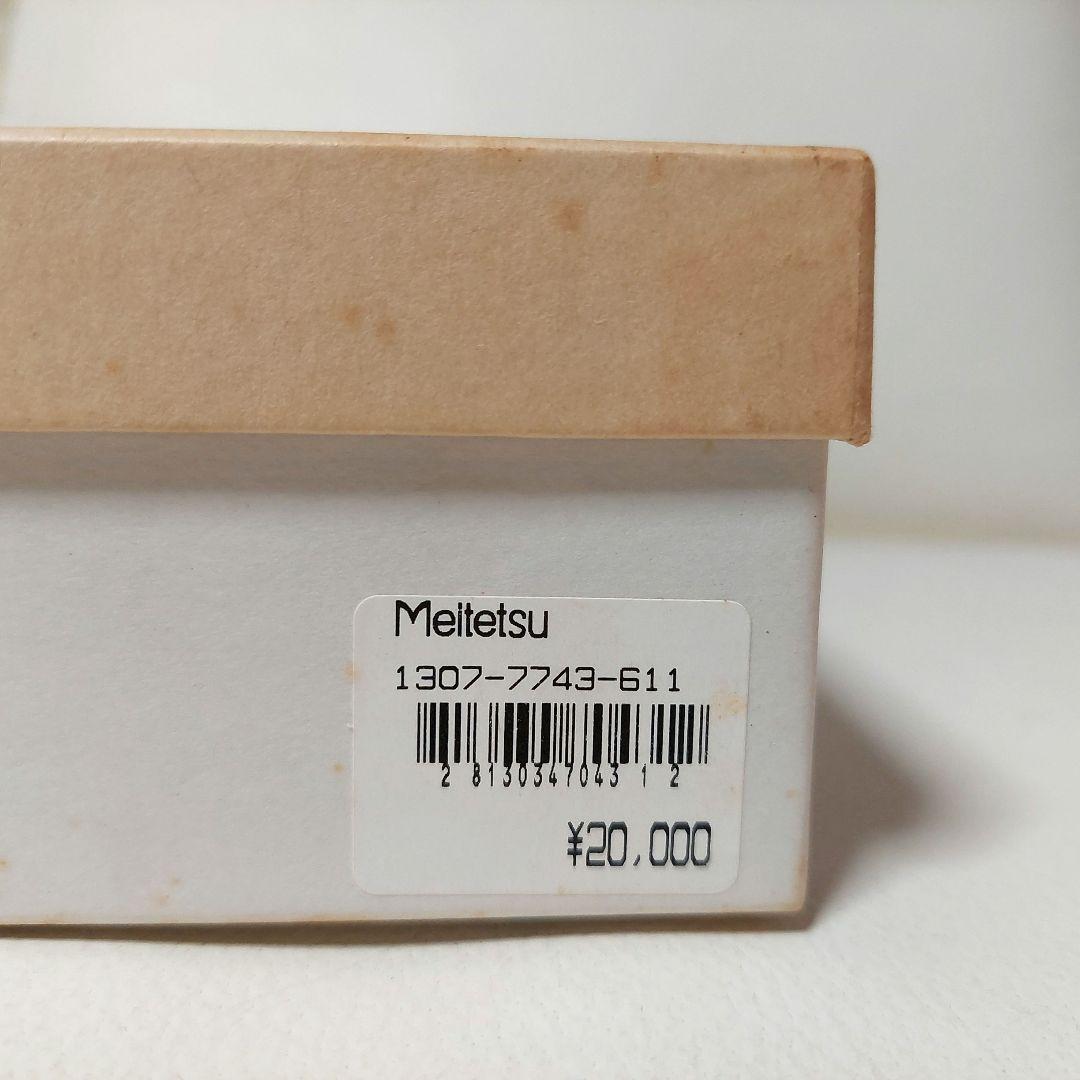 Meitetsu
1307-7743-611
2 8130347043 1 2
¥20,000